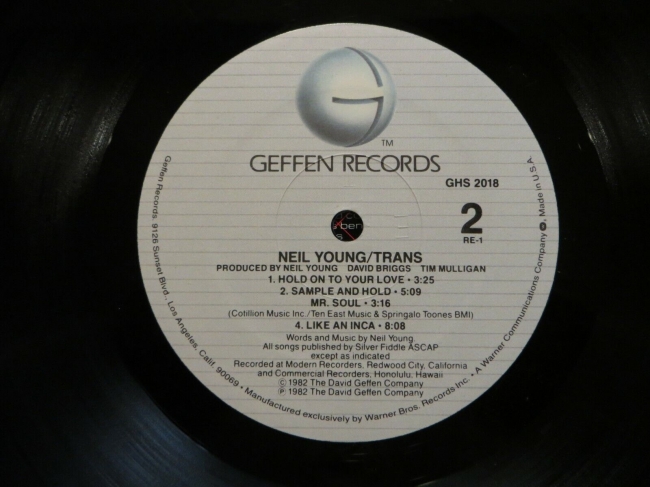 TM
GEFFEN RECORDS
GHS 2018
2
RE-1
NEIL YOUNG/TRANS
PRODUCED BY NEIL YOUNG DAVID BRIGGS TIM MULLIGAN
1. HOLD ON TO YOUR LOVE • 3:25
2. SAMPLE AND HOLD • 5:09
MR. SOUL • 3:16
(Cotillion Music Inc./Ten East Music & Springalo Toones BMI)
4. LIKE AN INCA • 8:08
Words and Music by Neil Young
All songs published by Silver Fiddle ASCAP
except as indicated
Recorded at Modern Recorders, Redwood City, California
and Commercial Recorders, Honolulu, Hawaii
© 1982 The David Geffen Company
℗ 1982 The David Geffen Company
Geffen Records, 9126 Sunset Blvd., Los Angeles, Calif. 90069 • Manufactured exclusively by Warner Bros. Records Inc. • A Warner Communications Company, Made in U.S.A.